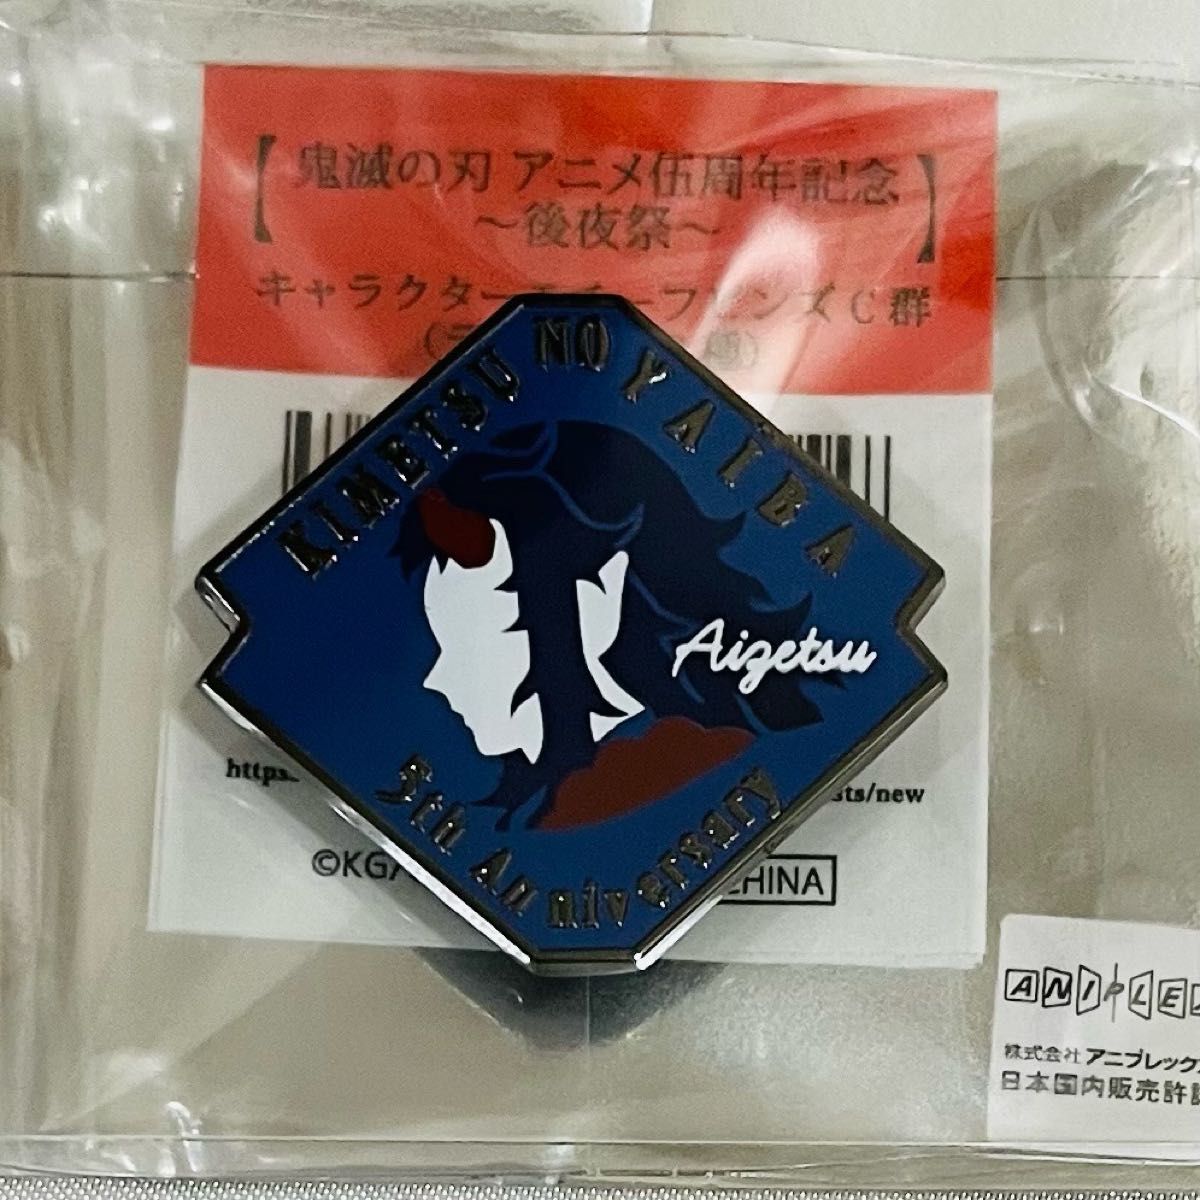 【鬼滅の刃 アニメ伍周年記念
～後夜祭～】
キャラクター
C群
KIMETSU NO YAIBA
Aizetsu
5th Anniversary
https:
sts/new
©KG
CHINA
ANIPLE
株式会社アニプレックス
日本国内販売許認